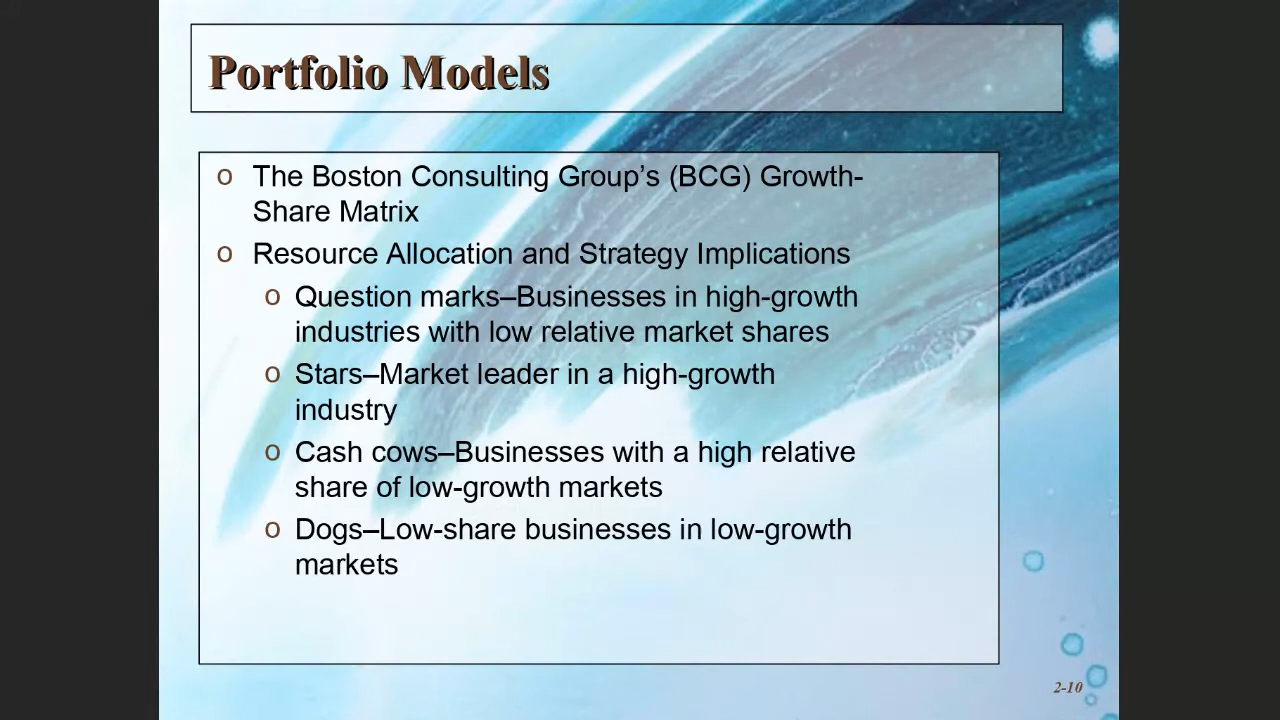 Portfolio Models
o The Boston Consulting Group’s (BCG) Growth-
Share Matrix
o Resource Allocation and Strategy Implications
o Question marks–Businesses in high-growth
industries with low relative market shares
o Stars–Market leader in a high-growth
industry
o Cash cows–Businesses with a high relative
share of low-growth markets
o Dogs–Low-share businesses in low-growth
markets
2-10